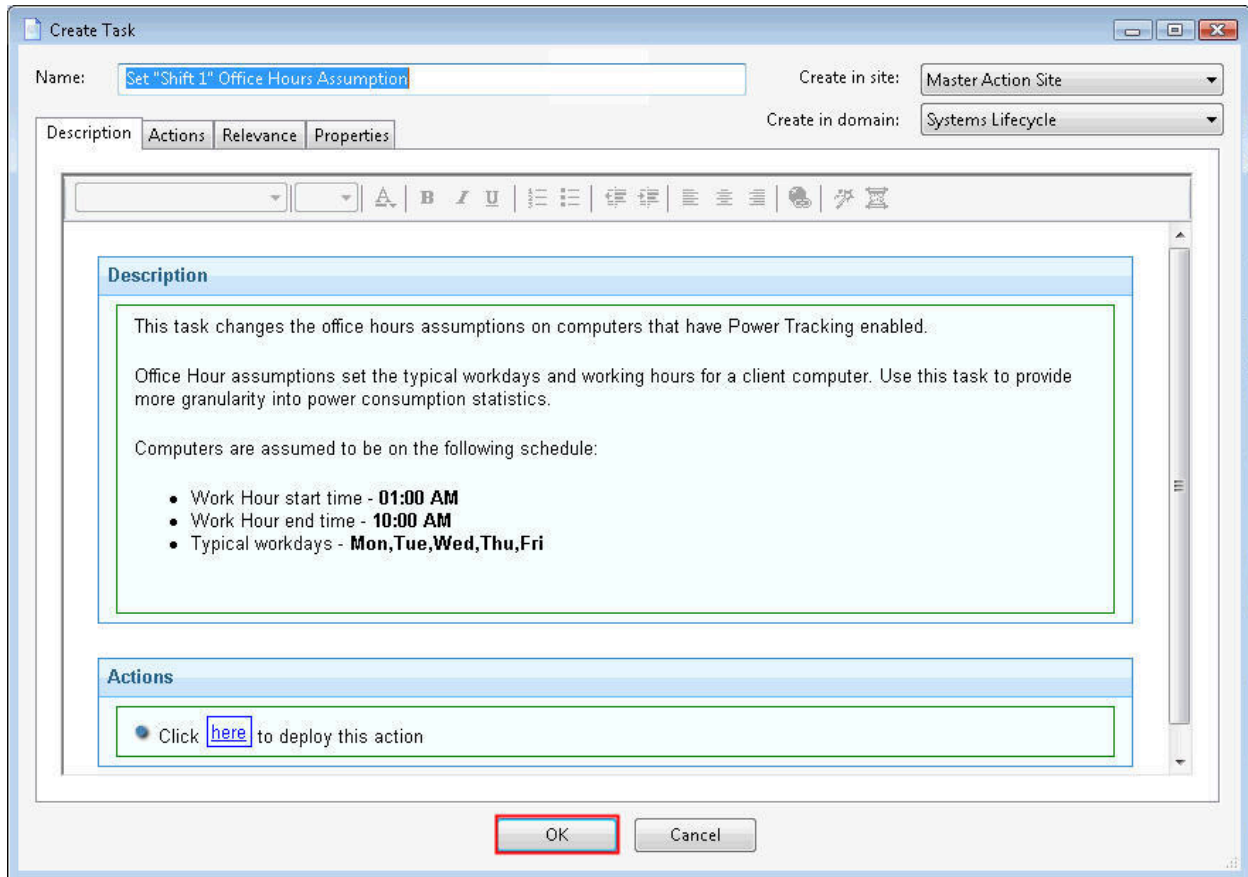 Create Task
Name: Set "Shift 1" Office Hours Assumption
Create in site: Master Action Site
Create in domain: Systems Lifecycle
Description Actions Relevance Properties
A B I U
Description
This task changes the office hours assumptions on computers that have Power Tracking enabled.
Office Hour assumptions set the typical workdays and working hours for a client computer. Use this task to provide
more granularity into power consumption statistics.
Computers are assumed to be on the following schedule:
• Work Hour start time - 01:00 AM
• Work Hour end time - 10:00 AM
• Typical workdays - Mon,Tue,Wed,Thu,Fri
Actions
Click here to deploy this action
OK Cancel